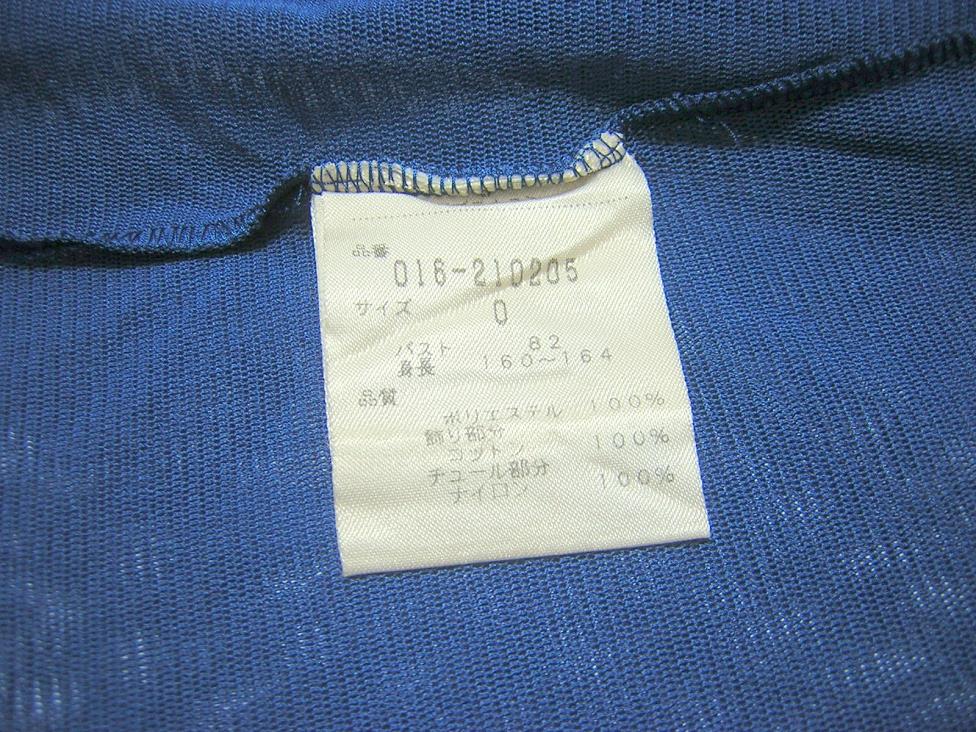 品番
016-210205
サイズ 0
バスト 82
身長 160～164
品質
ポリエステル 100%
飾り部分
コットン 100%
チュール部分
ナイロン 100%